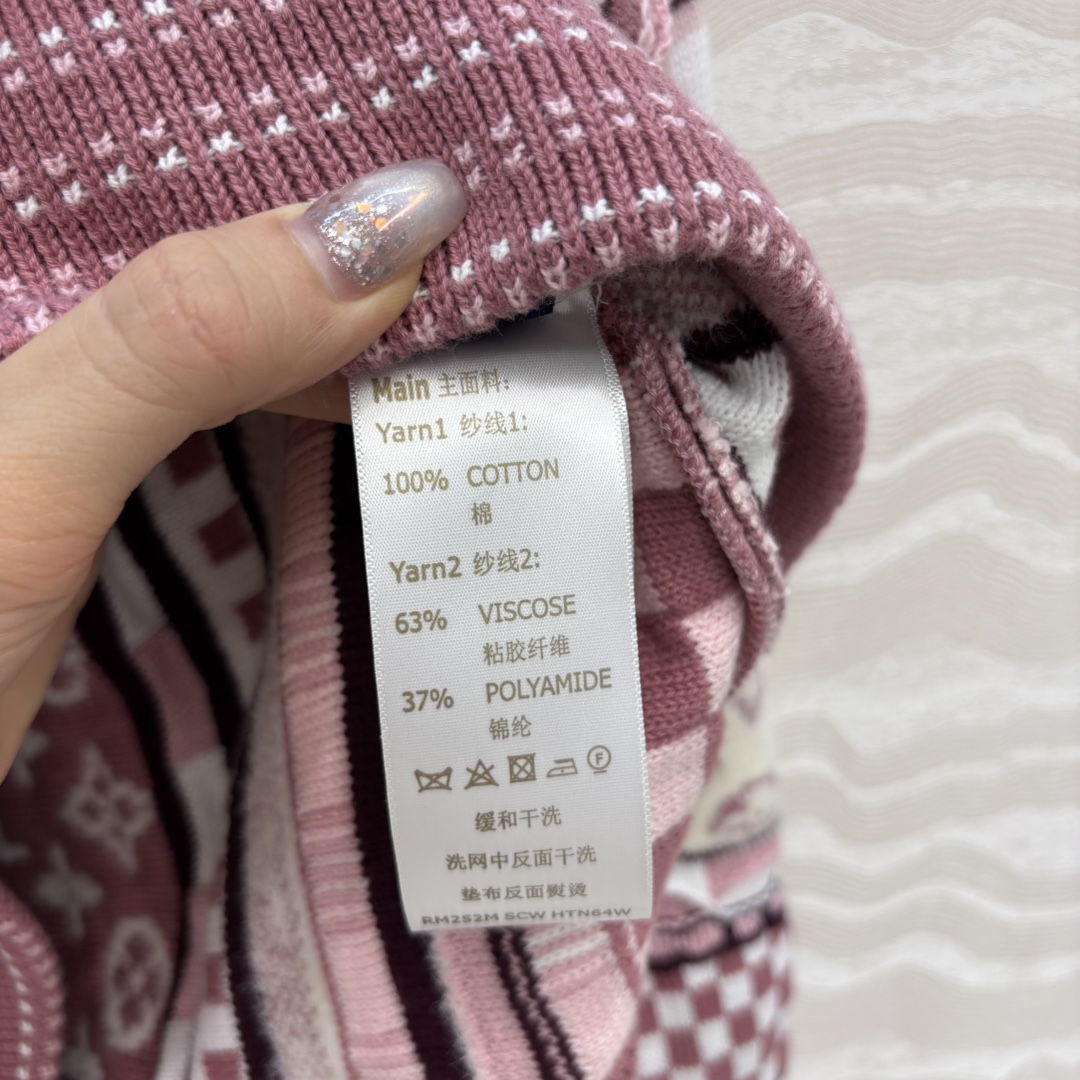 Main 主面料:
Yarn1 纱线1:
100% COTTON
棉
Yarn2 纱线2:
63% VISCOSE
粘胶纤维
37% POLYAMIDE
锦纶
F
缓和干洗
洗网中反面干洗
垫布反面熨烫
RM252M SCW HTN64W